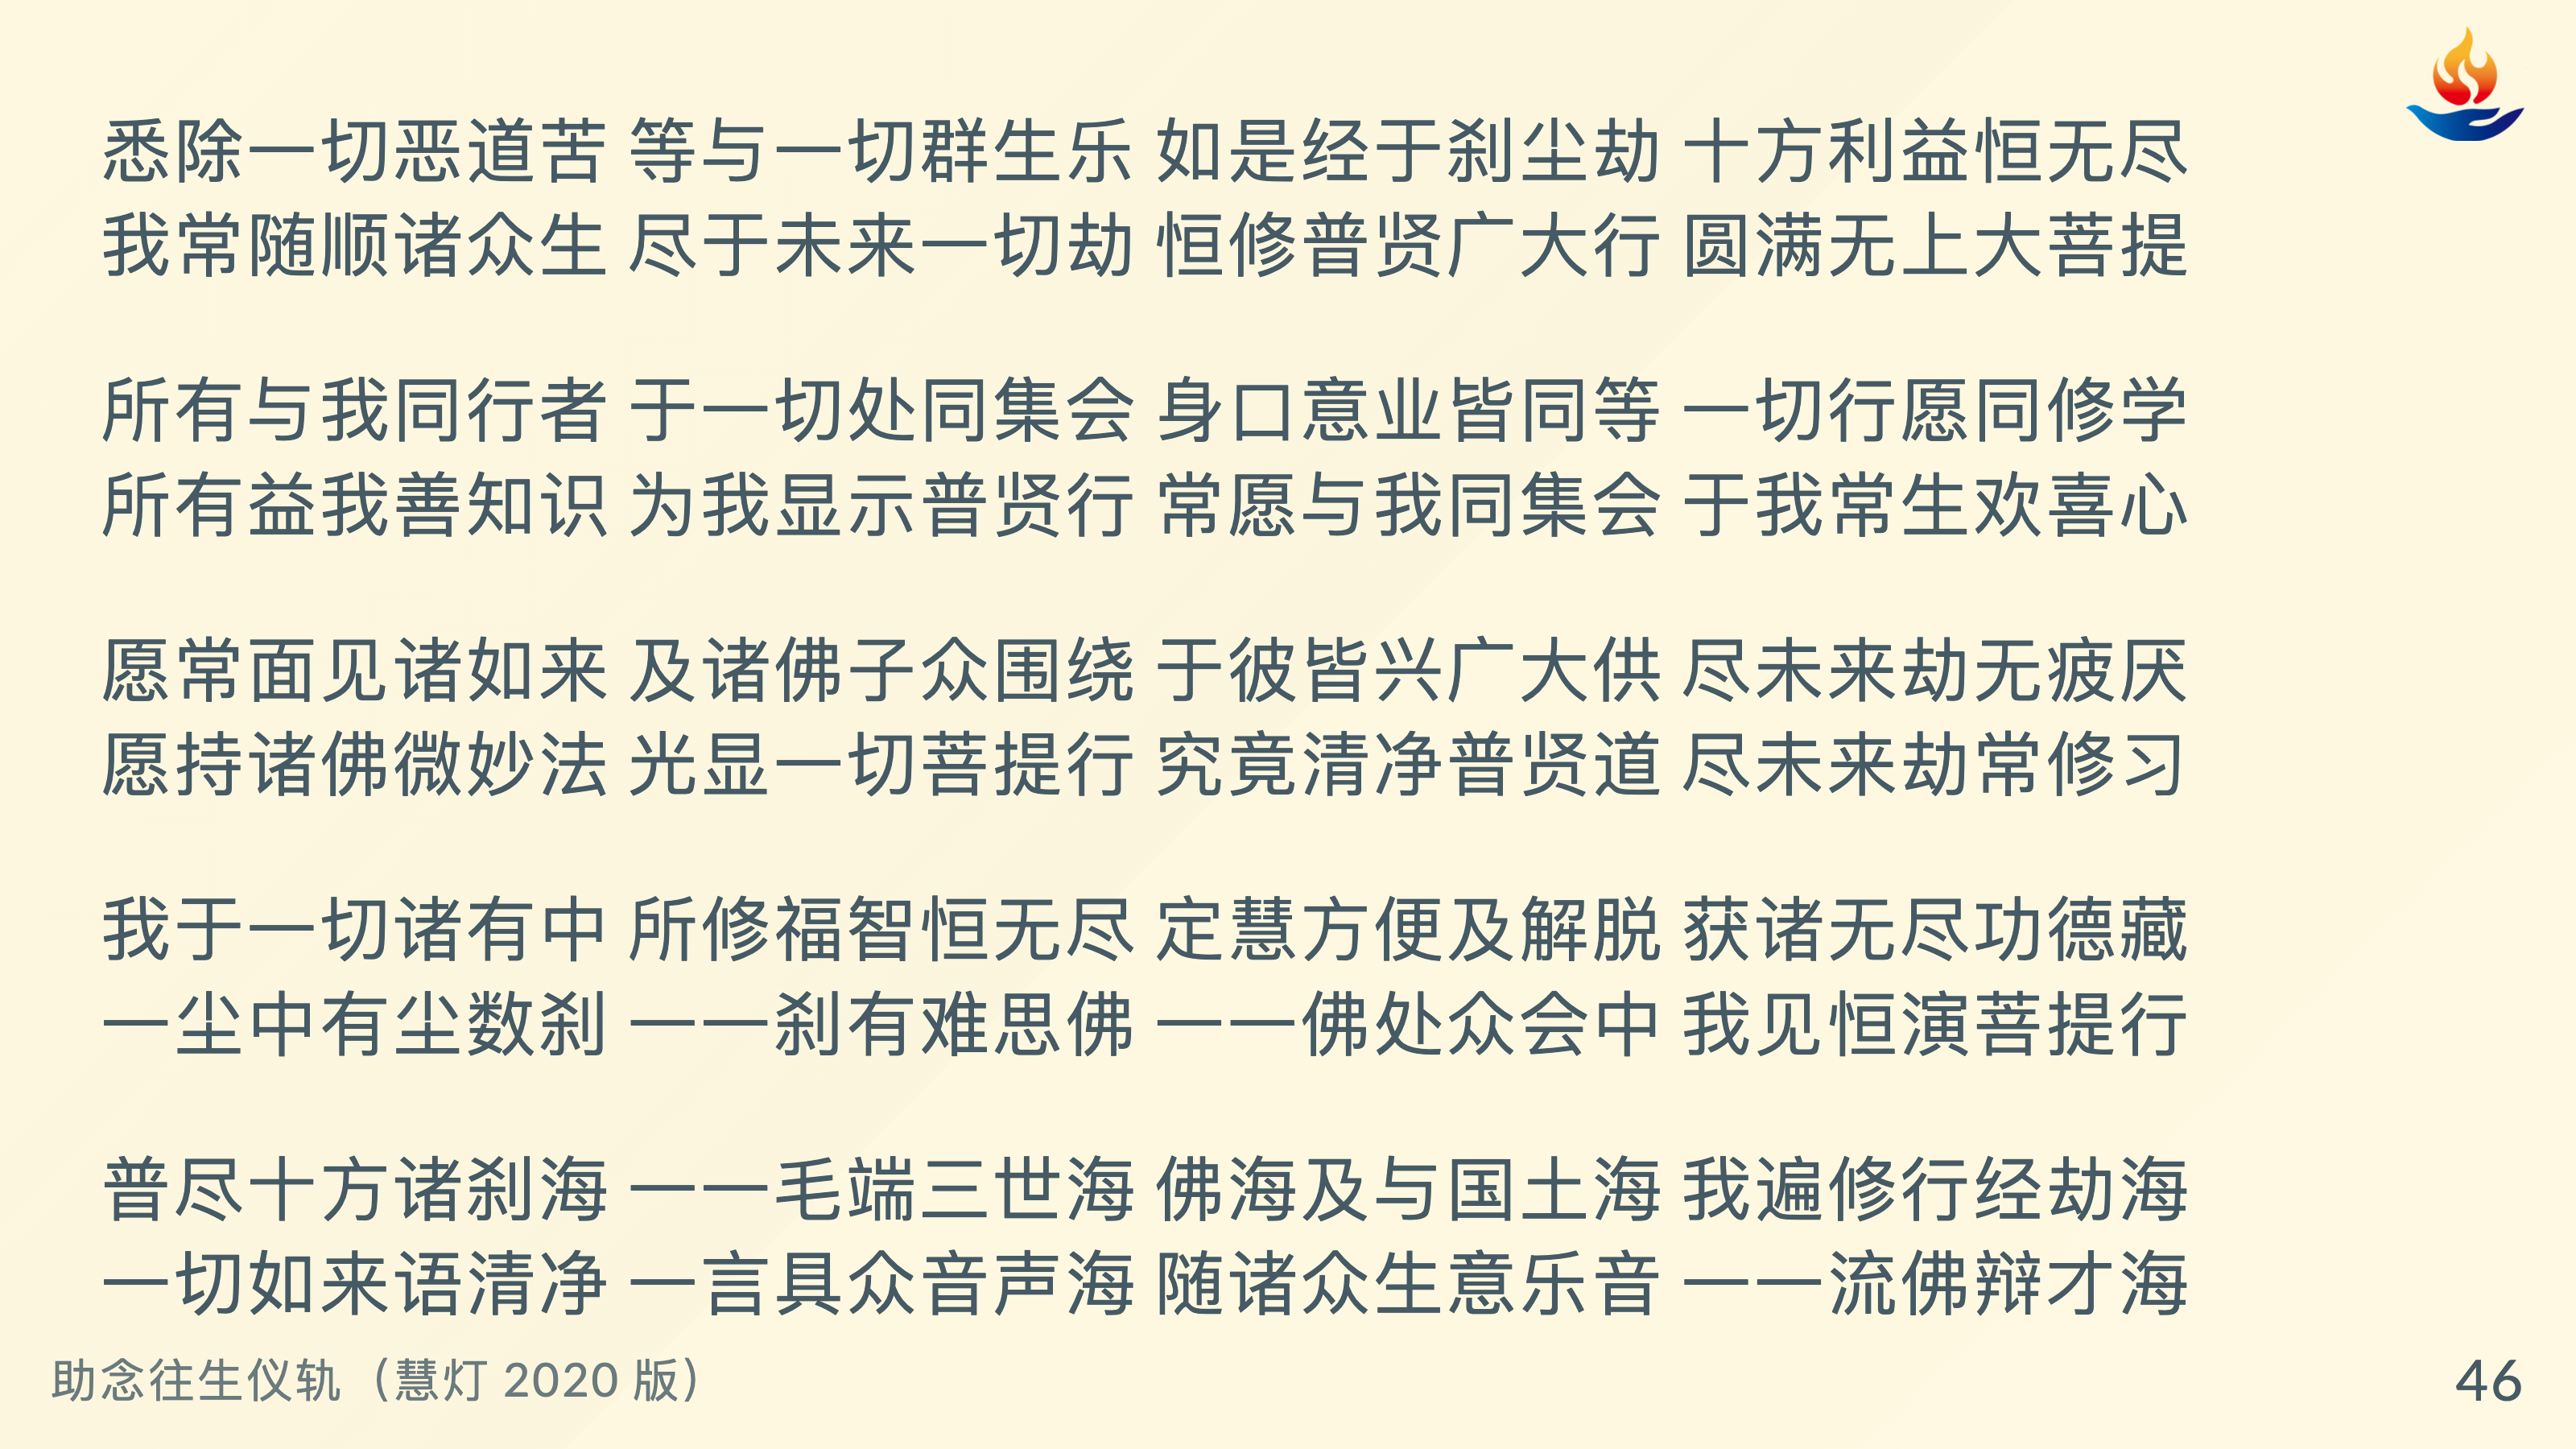 悉除一切恶道苦 等与一切群生乐 如是经于刹尘劫 十方利益恒无尽
我常随顺诸众生 尽于未来一切劫 恒修普贤广大行 圆满无上大菩提
所有与我同行者 于一切处同集会 身口意业皆同等 一切行愿同修学
所有益我善知识 为我显示普贤行 常愿与我同集会 于我常生欢喜心
愿常面见诸如来 及诸佛子众围绕 于彼皆兴广大供 尽未来劫无疲厌
愿持诸佛微妙法 光显一切菩提行 究竟清净普贤道 尽未来劫常修习
我于一切诸有中 所修福智恒无尽 定慧方便及解脱 获诸无尽功德藏
一尘中有尘数刹 一一刹有难思佛 一一佛处众会中 我见恒演菩提行
普尽十方诸刹海 一一毛端三世海 佛海及与国土海 我遍修行经劫海
一切如来语清净 一言具众音声海 随诸众生意乐音 一一流佛辩才海
助念往生仪轨（慧灯 2020 版）
46